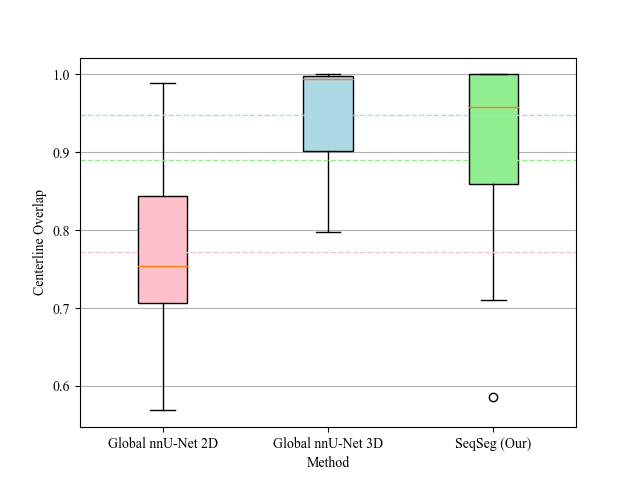 1.0
0.9
0.8
0.7
0.6
Centerline Overlap
Global nnU-Net 2D
Global nnU-Net 3D
SeqSeg (Our)
Method